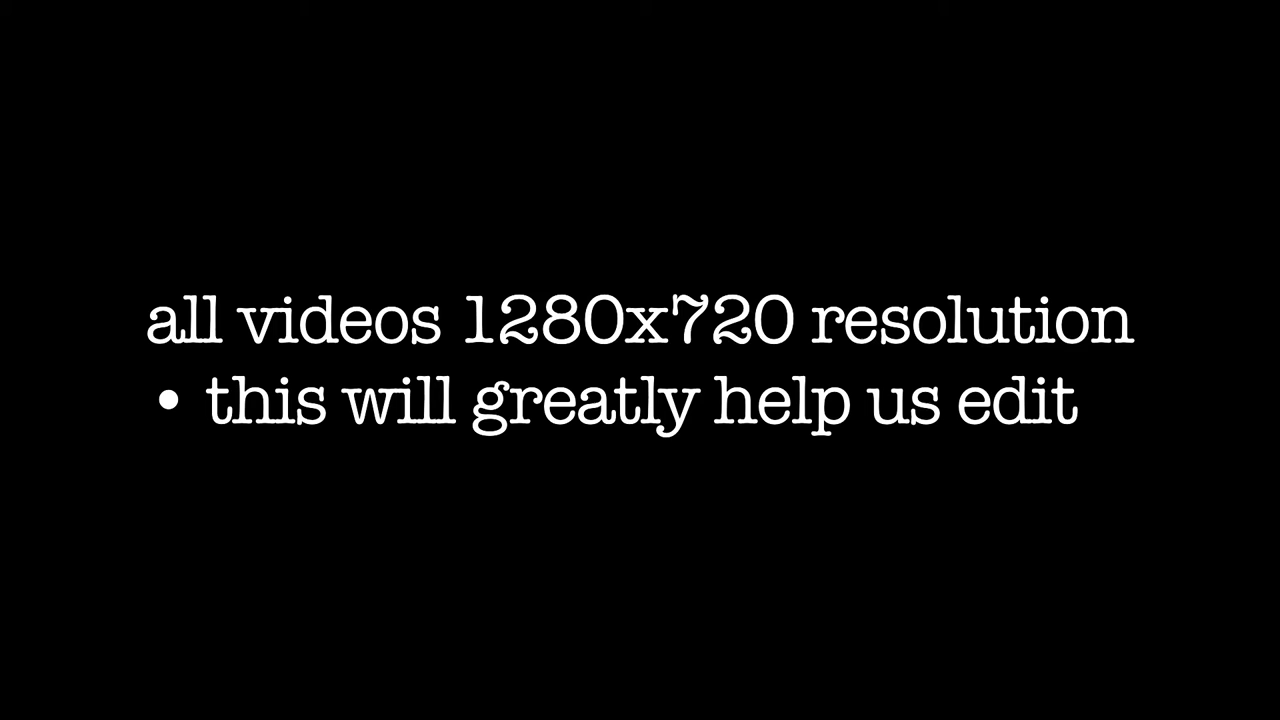 all videos 1280x720 resolution
• this will greatly help us edit